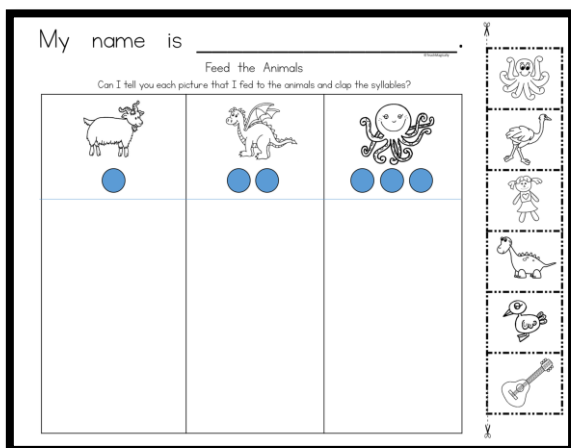 My name is ____________________.
Feed the Animals
Can I tell you each picture that I fed to the animals and clap the syllables?